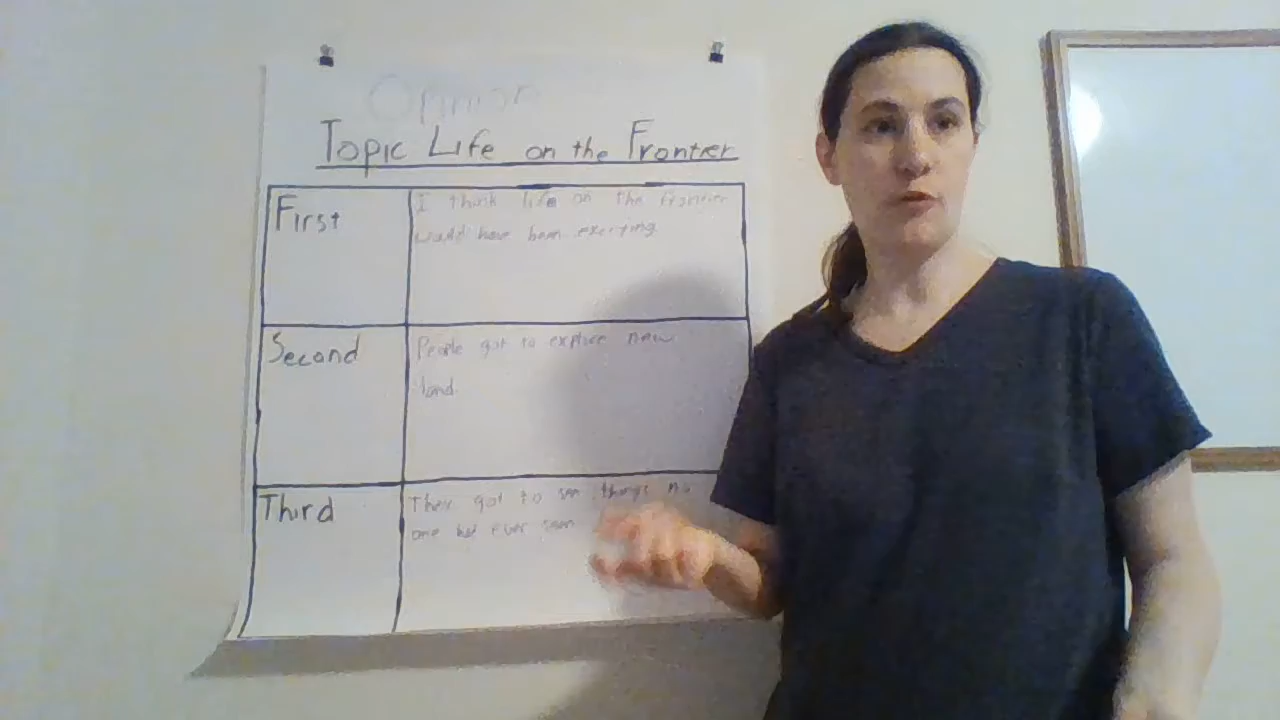 Opinion
Topic Life on the Frontier
First
I think life on the frontier
would have been exciting
Second
People got to explore new
land.
Third
They got to see things no
one had ever seen